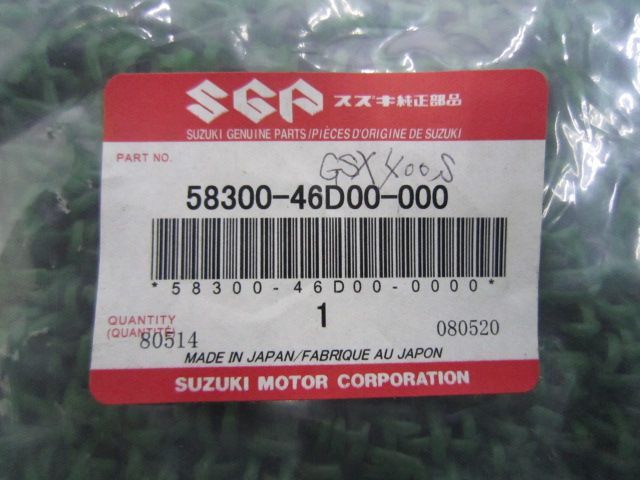 SGP スズキ純正部品
SUZUKI GENUINE PARTS/PIÈCES D'ORIGINE DE SUZUKI
PART NO.
GSX400S
58300-46D00-000
*58300-46D00-0000*
QUANTITY
(QUANTITÉ)
1
80514
080520
MADE IN JAPAN/FABRIQUE AU JAPON
SUZUKI MOTOR CORPORATION